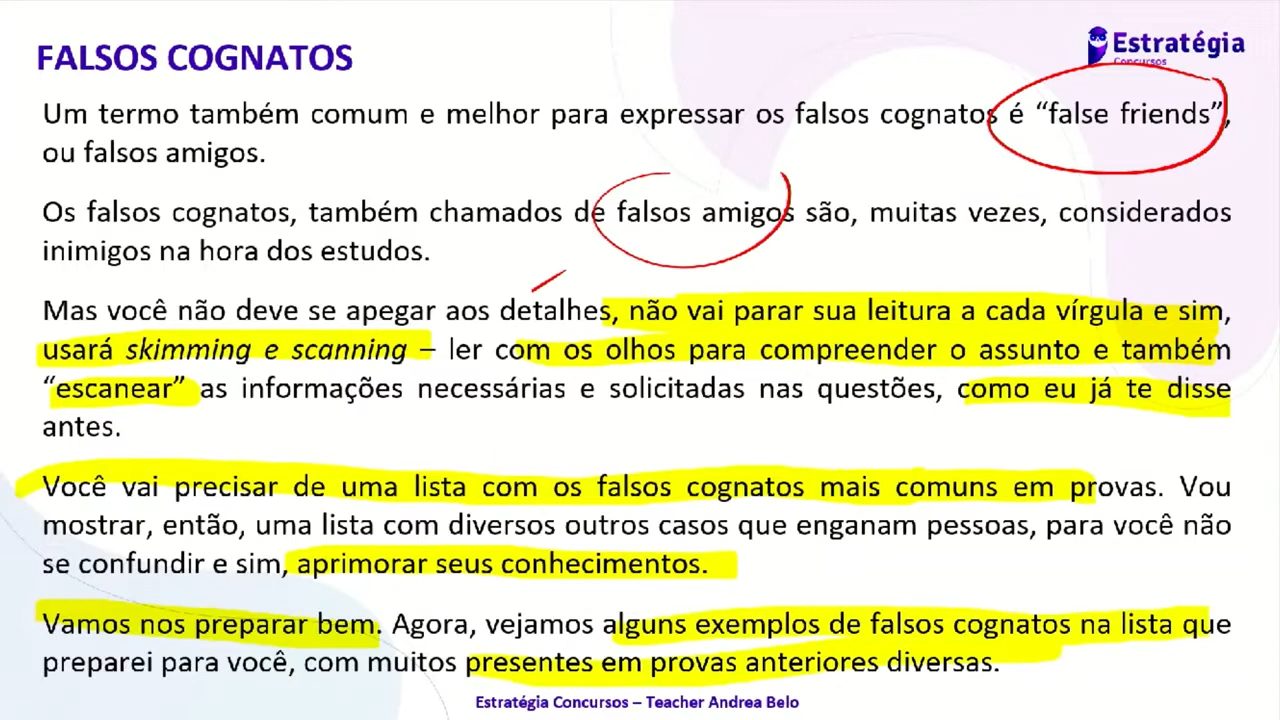 FALSOS COGNATOS
Estratégia
Concursos
Um termo também comum e melhor para expressar os falsos cognatos é “false friends”,
ou falsos amigos.
Os falsos cognatos, também chamados de falsos amigos são, muitas vezes, considerados
inimigos na hora dos estudos.
Mas você não deve se apegar aos detalhes, não vai parar sua leitura a cada vírgula e sim,
usará skimming e scanning – ler com os olhos para compreender o assunto e também
“escanear” as informações necessárias e solicitadas nas questões, como eu já te disse
antes.
Você vai precisar de uma lista com os falsos cognatos mais comuns em provas. Vou
mostrar, então, uma lista com diversos outros casos que enganam pessoas, para você não
se confundir e sim, aprimorar seus conhecimentos.
Vamos nos preparar bem. Agora, vejamos alguns exemplos de falsos cognatos na lista que
preparei para você, com muitos presentes em provas anteriores diversas.
Estratégia Concursos – Teacher Andrea Belo